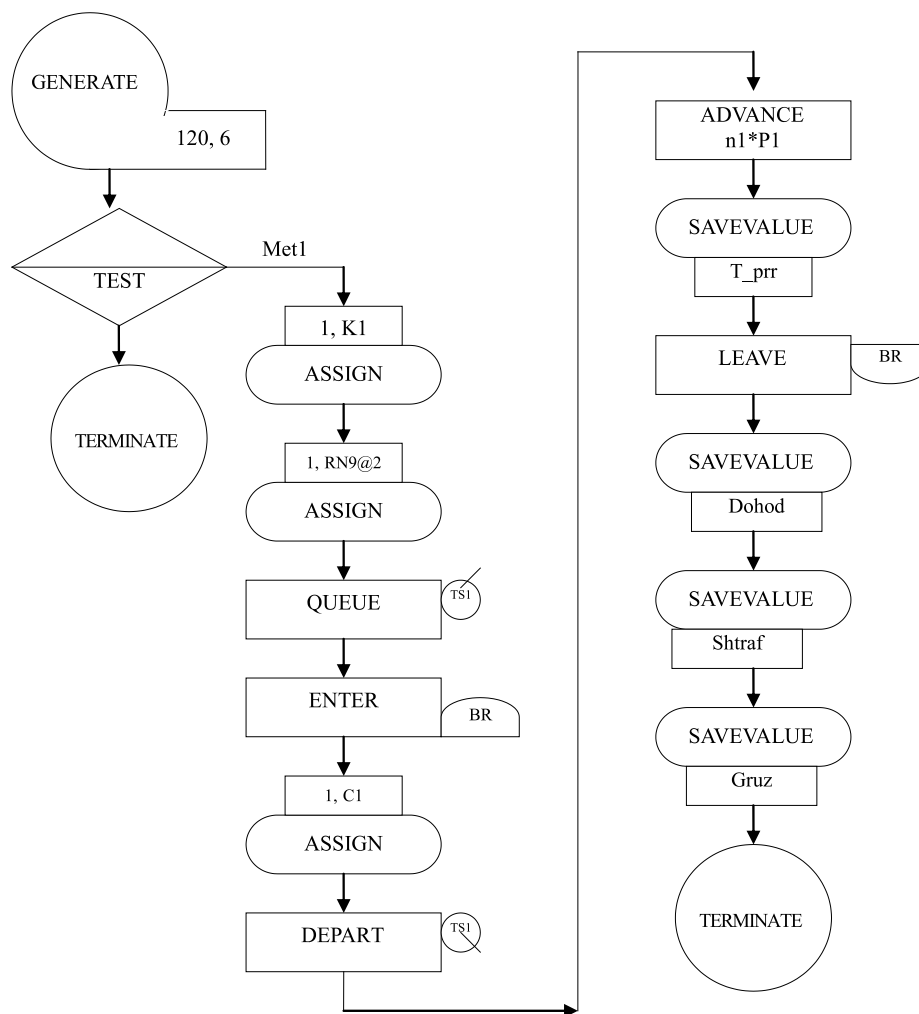 GENERATE
120, 6
TEST
Met1
TERMINATE
1, K1
ASSIGN
1, RN9@2
ASSIGN
QUEUE
TS1
ENTER
BR
1, C1
ASSIGN
DEPART
TS1
ADVANCE
n1*P1
SAVEVALUE
T_prr
LEAVE
BR
SAVEVALUE
Dohod
SAVEVALUE
Shtraf
SAVEVALUE
Gruz
TERMINATE